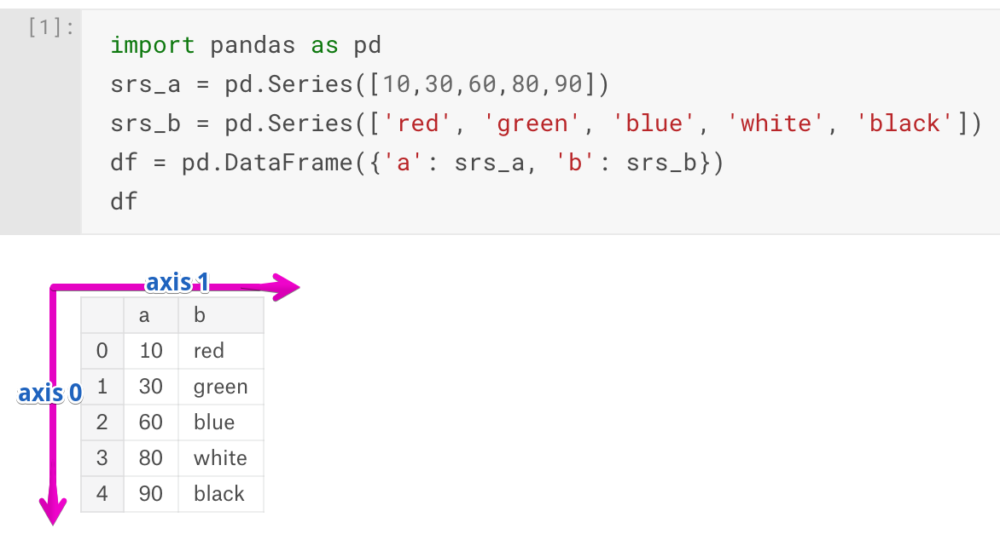 [1]:
import pandas as pd
srs_a = pd.Series([10,30,60,80,90])
srs_b = pd.Series(['red', 'green', 'blue', 'white', 'black'])
df = pd.DataFrame({'a': srs_a, 'b': srs_b})
df
axis 1
a b
0 10 red
axis 0
1 30 green
2 60 blue
3 80 white
4 90 black